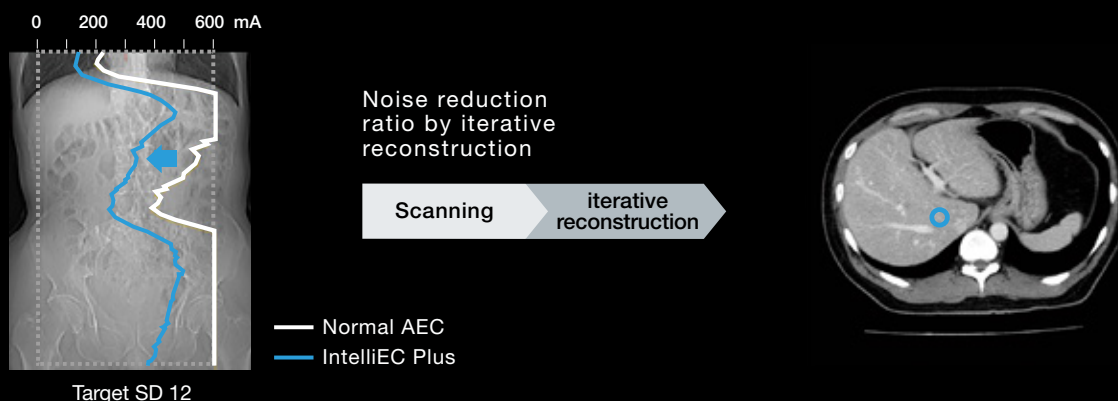 0 200 400 600 mA
Noise reduction
ratio by iterative
reconstruction
Scanning
iterative
reconstruction
Normal AEC
IntelliEC Plus
Target SD 12